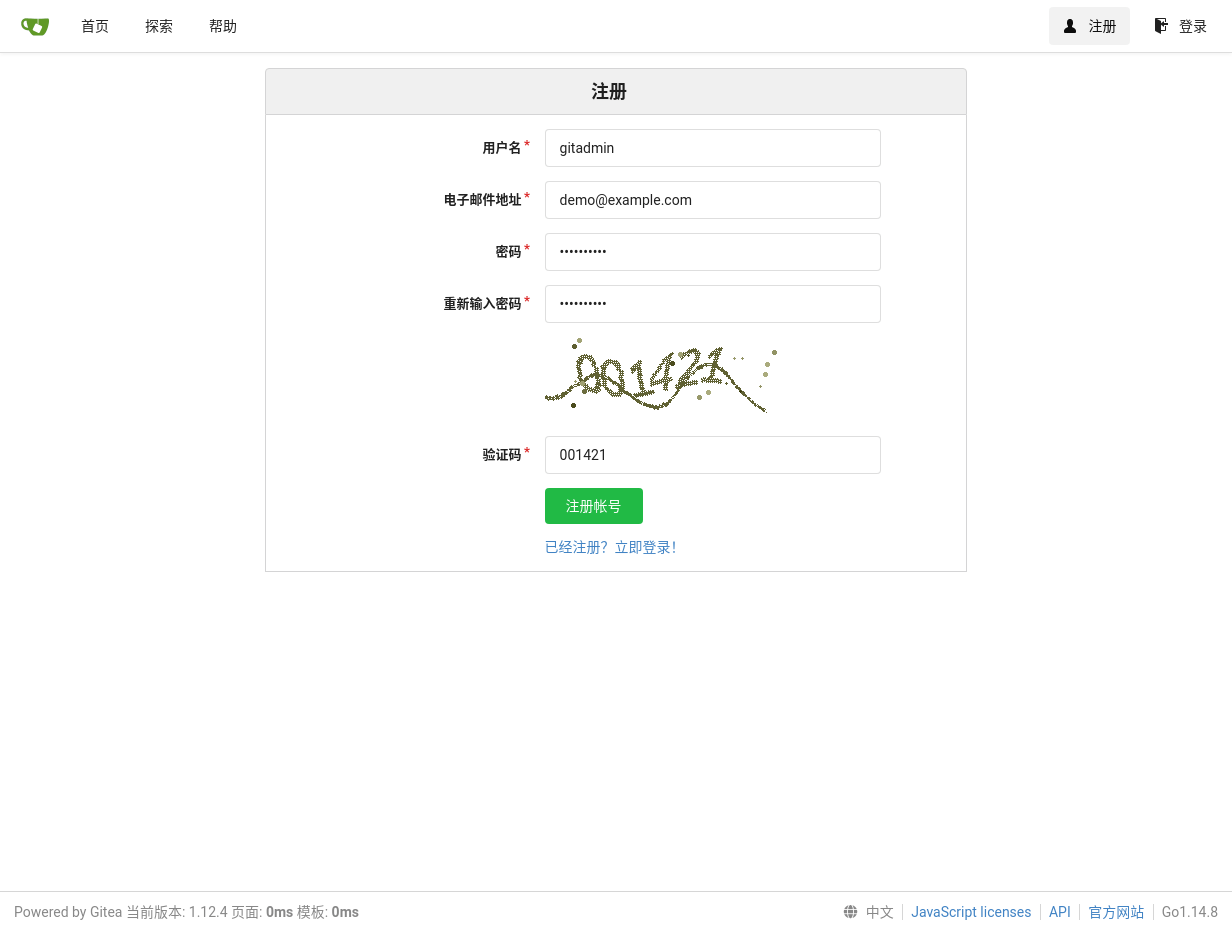 首页 探索 帮助 注册 登录
注册
用户名*
gitadmin
电子邮件地址*
demo@example.com
密码*
••••••••••
重新输入密码*
••••••••••
001421
验证码*
001421
注册帐号
已经注册？立即登录！
Powered by Gitea 当前版本: 1.12.4 页面: 0ms 模板: 0ms 中文 JavaScript licenses API 官方网站 Go1.14.8